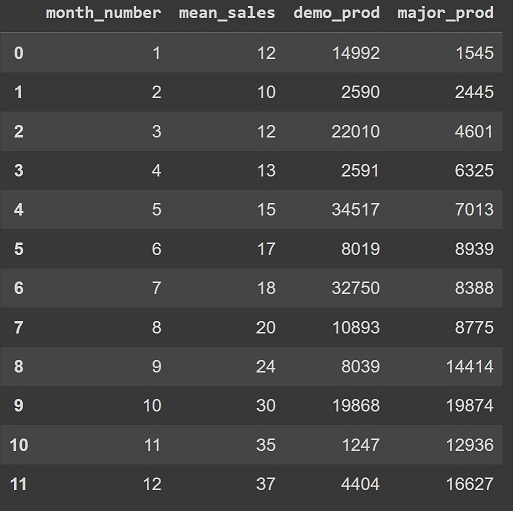 month_number mean_sales demo_prod major_prod
0 1 12 14992 1545
1 2 10 2590 2445
2 3 12 22010 4601
3 4 13 2591 6325
4 5 15 34517 7013
5 6 17 8019 8939
6 7 18 32750 8388
7 8 20 10893 8775
8 9 24 8039 14414
9 10 30 19868 19874
10 11 35 1247 12936
11 12 37 4404 16627